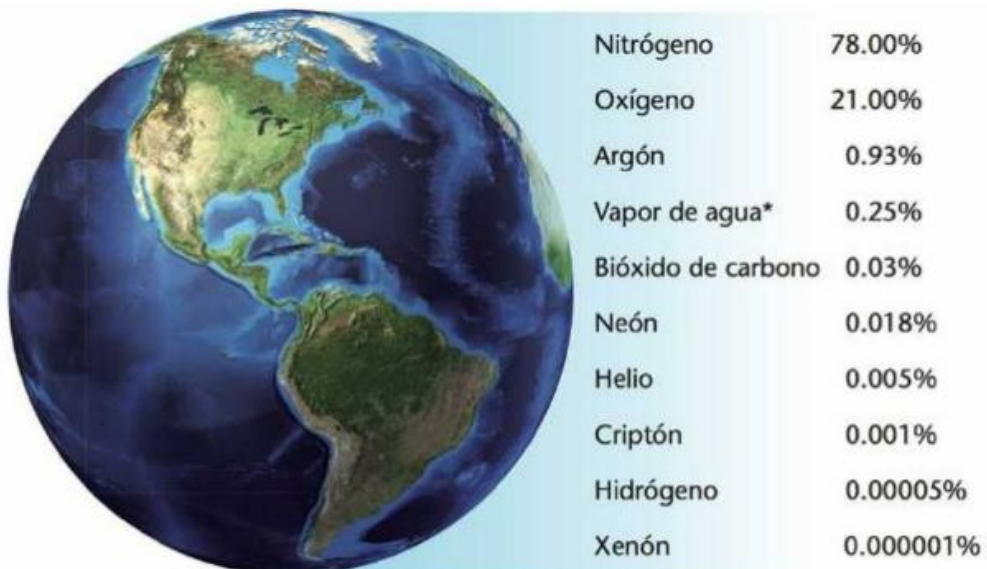 Nitrógeno 78.00%
Oxígeno 21.00%
Argón 0.93%
Vapor de agua* 0.25%
Bióxido de carbono 0.03%
Neón 0.018%
Helio 0.005%
Criptón 0.001%
Hidrógeno 0.00005%
Xenón 0.000001%